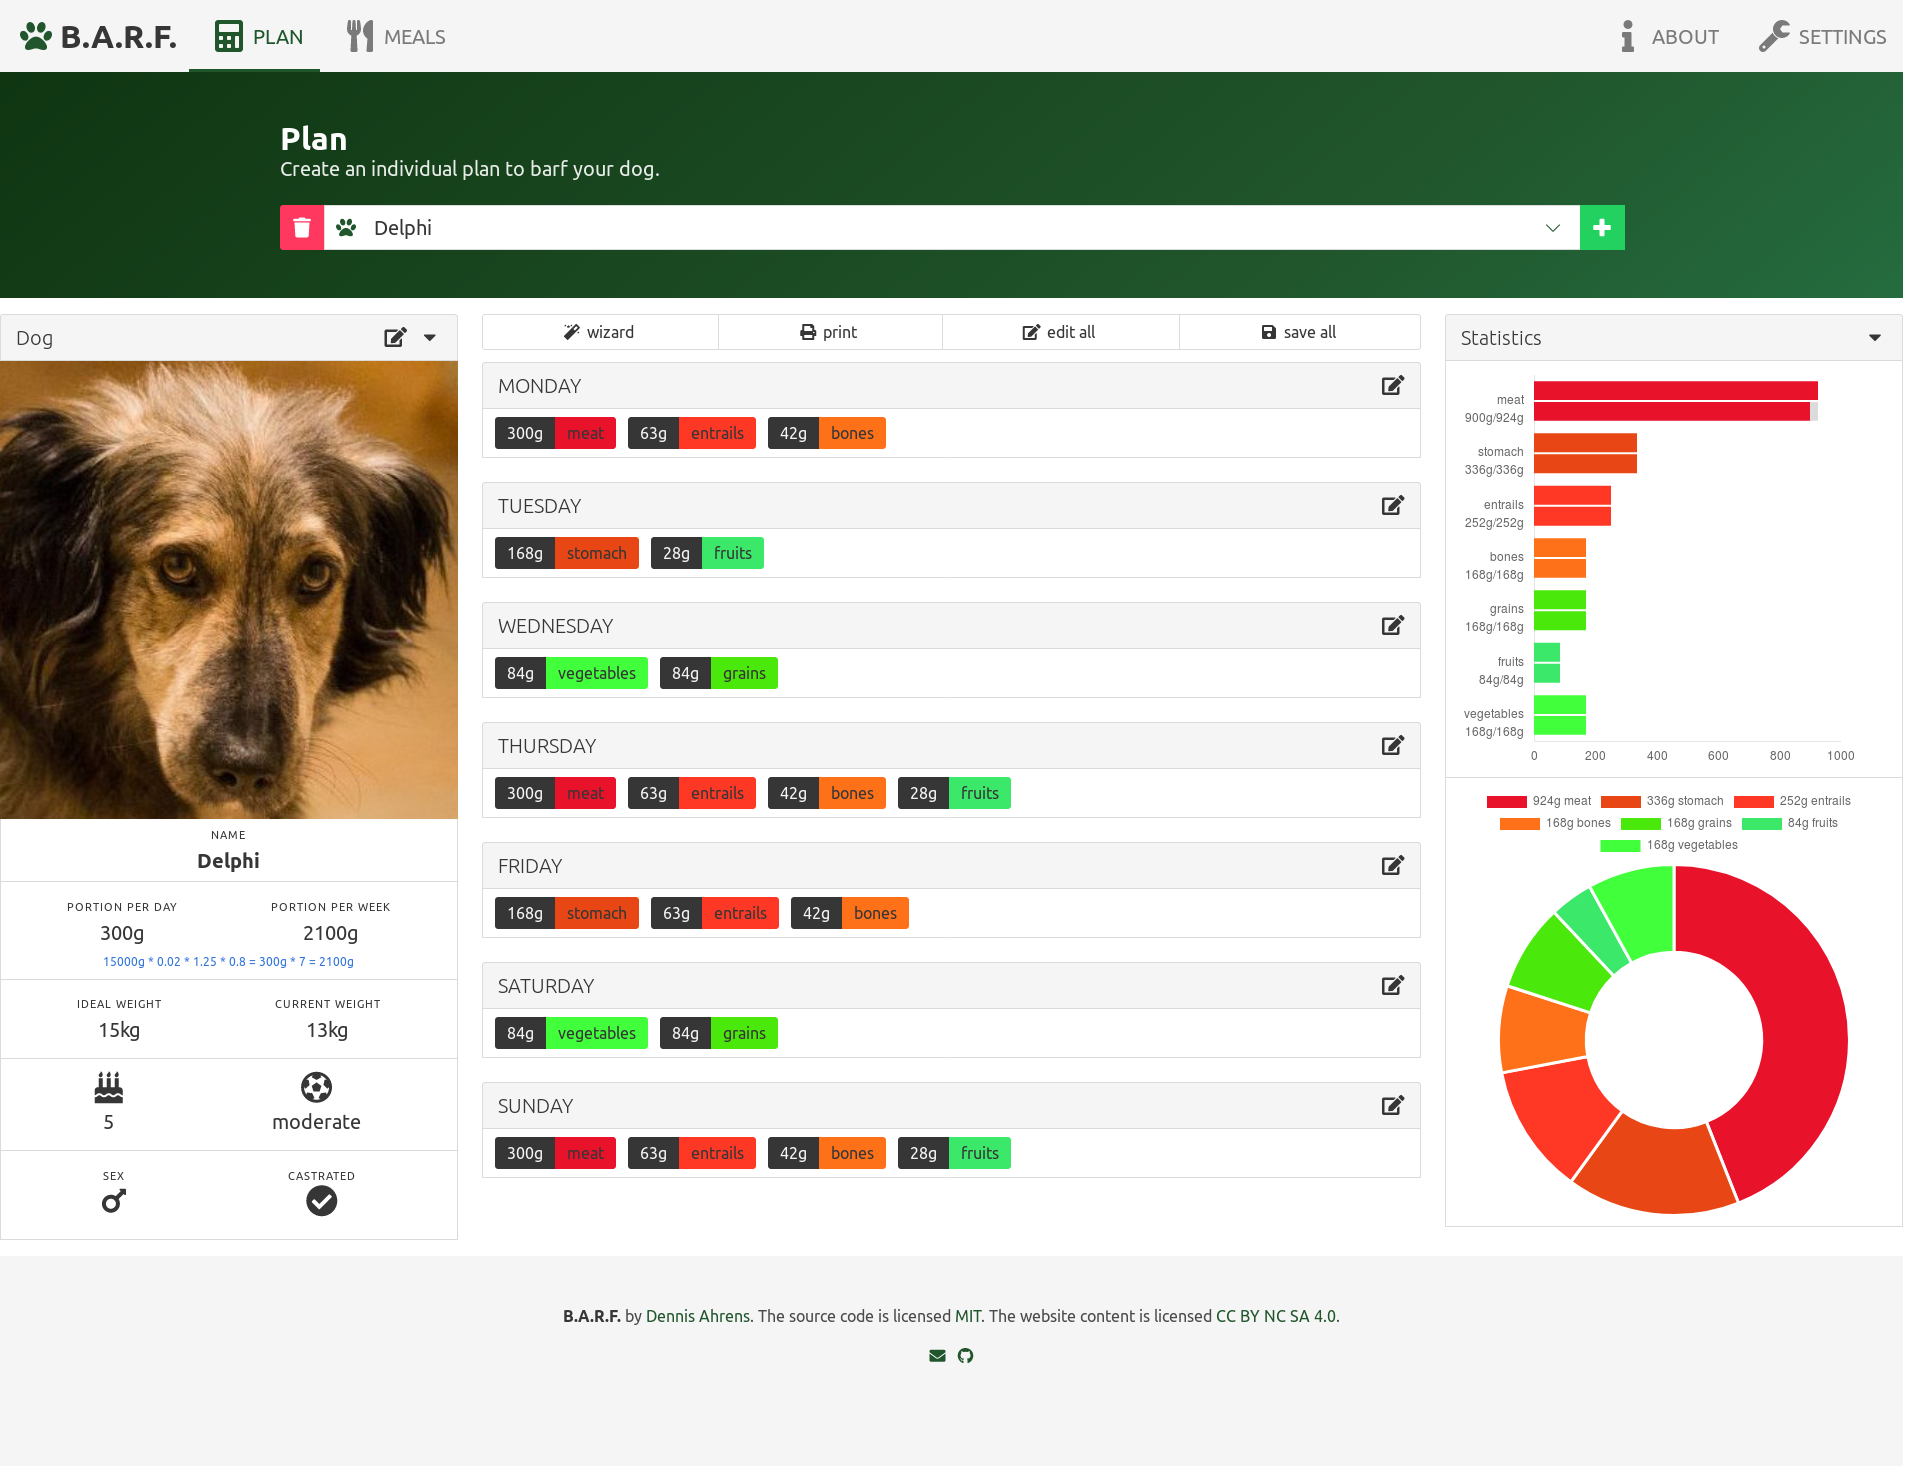 B.A.R.F. PLAN MEALS ABOUT SETTINGS
Plan
Create an individual plan to barf your dog.
Delphi
Dog
NAME
Delphi
PORTION PER DAY PORTION PER WEEK
300g 2100g
15000g * 0.02 * 1.25 * 0.8 = 300g * 7 = 2100g
IDEAL WEIGHT CURRENT WEIGHT
15kg 13kg
5 moderate
SEX CASTRATED
wizard print edit all save all
MONDAY
300g meat 63g entrails 42g bones
TUESDAY
168g stomach 28g fruits
WEDNESDAY
84g vegetables 84g grains
THURSDAY
300g meat 63g entrails 42g bones 28g fruits
FRIDAY
168g stomach 63g entrails 42g bones
SATURDAY
84g vegetables 84g grains
SUNDAY
300g meat 63g entrails 42g bones 28g fruits
Statistics
meat
900g/924g
stomach
336g/336g
entrails
252g/252g
bones
168g/168g
grains
168g/168g
fruits
84g/84g
vegetables
168g/168g
0 200 400 600 800 1000
924g meat 336g stomach 252g entrails
168g bones 168g grains 84g fruits
168g vegetables
B.A.R.F. by Dennis Ahrens. The source code is licensed MIT. The website content is licensed CC BY NC SA 4.0.